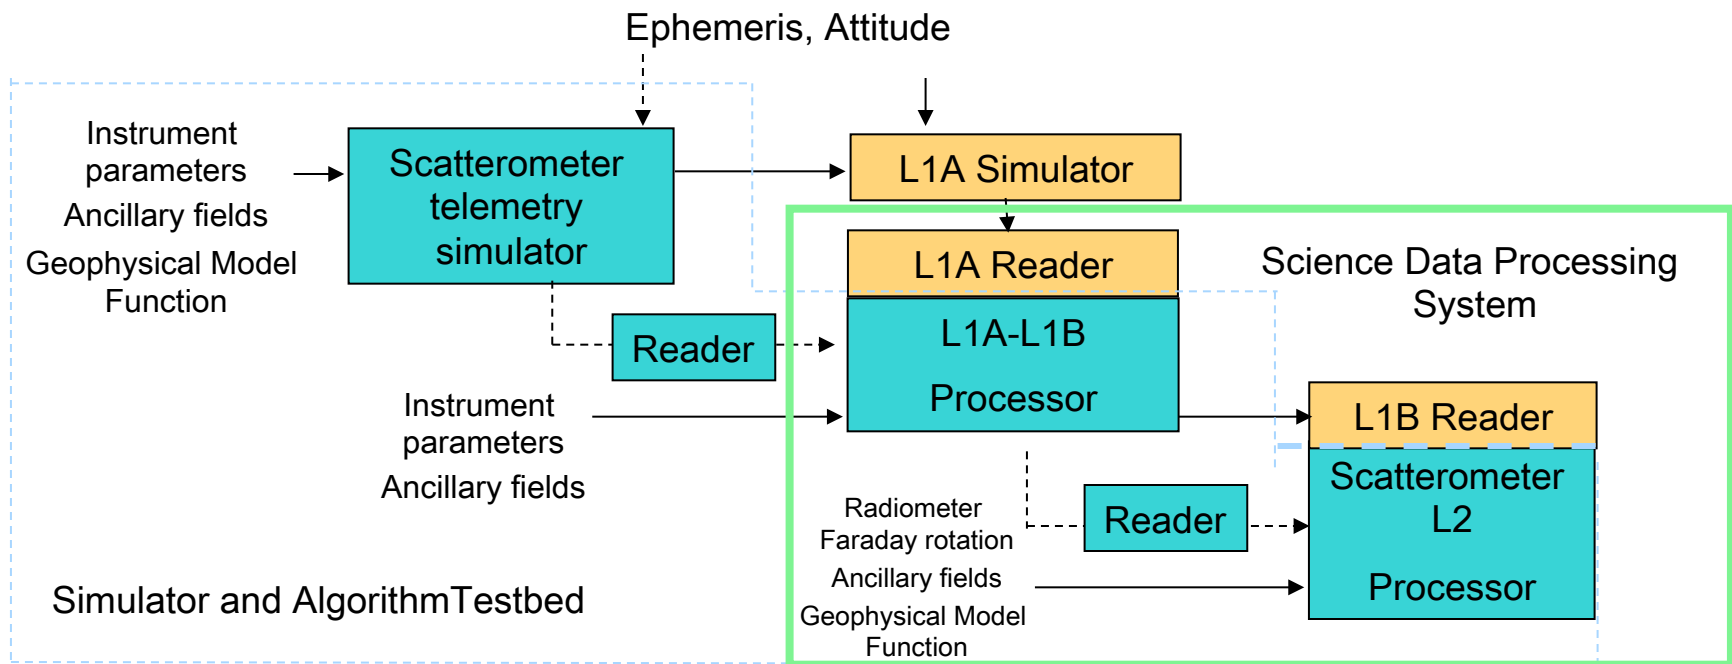 Ephemeris, Attitude
Instrument
parameters
Ancillary fields
Geophysical Model
Function
Scatterometer
telemetry
simulator
L1A Simulator
L1A Reader
L1A-L1B
Processor
Science Data Processing
System
Reader
Instrument
parameters
Ancillary fields
L1B Reader
Scatterometer
L2
Processor
Reader
Radiometer
Faraday rotation
Ancillary fields
Geophysical Model
Function
Simulator and AlgorithmTestbed